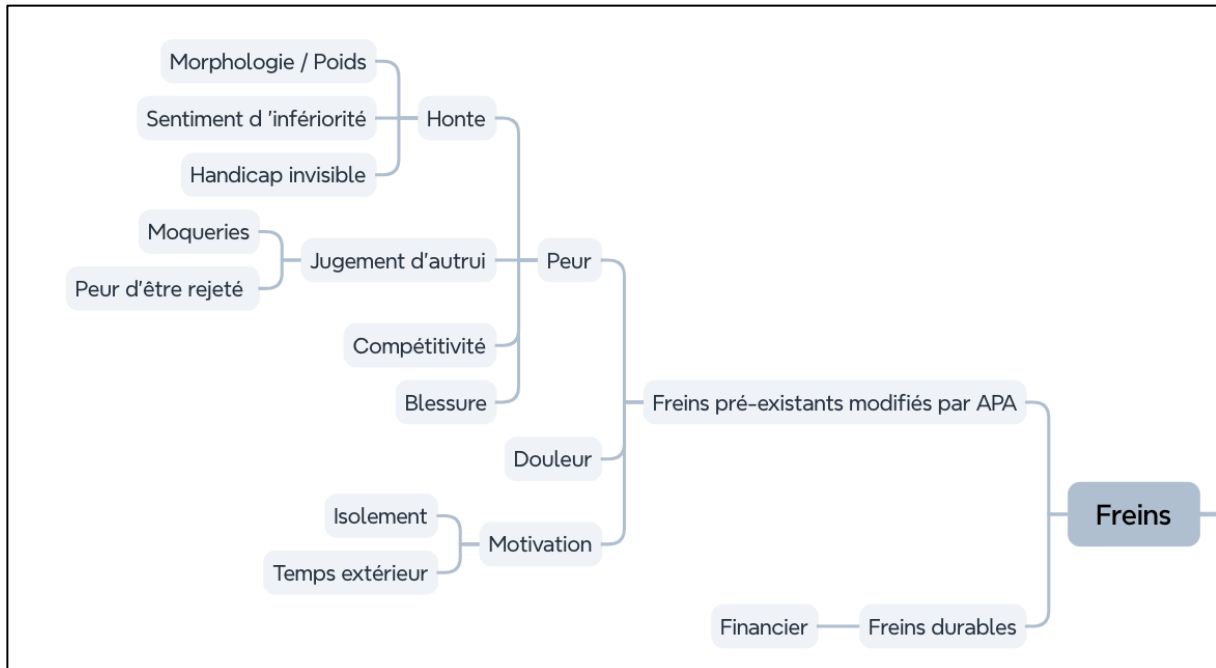 Morphologie / Poids
Sentiment d 'infériorité
Honte
Handicap invisible
Moqueries
Jugement d'autrui
Peur
Peur d'être rejeté
Compétitivité
Blessure
Freins pré-existants modifiés par APA
Douleur
Isolement
Freins
Motivation
Temps extérieur
Financier
Freins durables